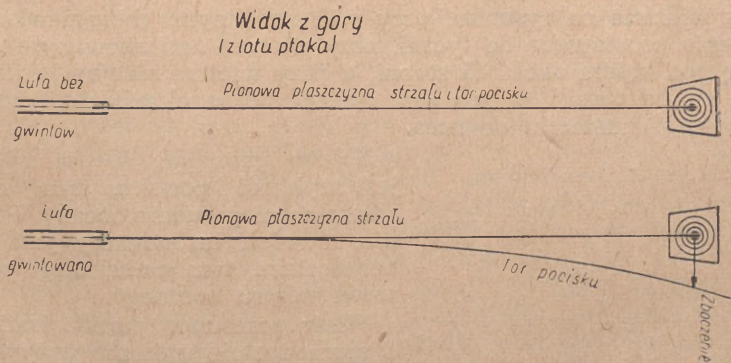 Widok z góry
(z lotu ptaka)
Lufa bez
gwintów
Pionowa płaszczyzna strzału i tor pocisku
Lufa
gwintowana
Pionowa płaszczyzna strzału
Tor pocisku
Zboczenie